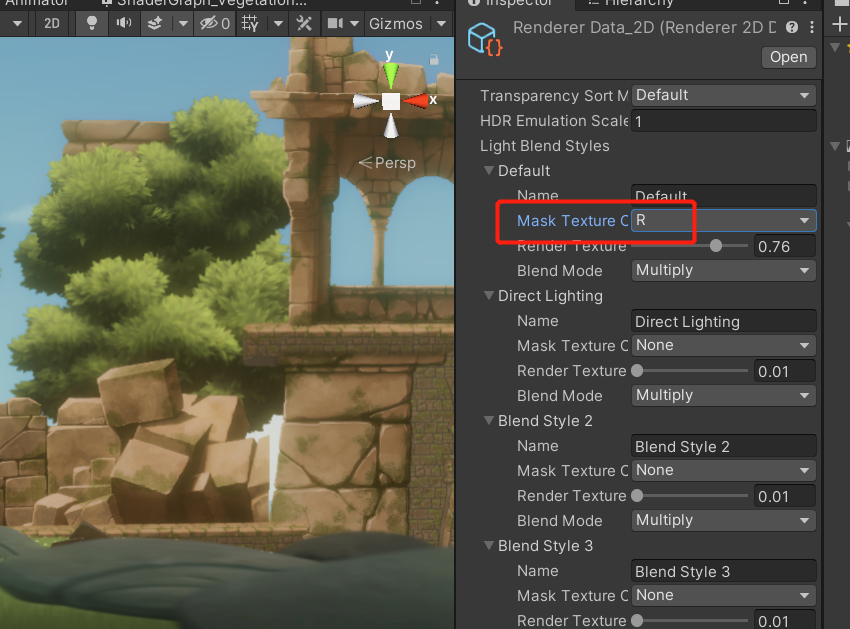 Animator
ShaderGraph_Vegetation...
Inspector
Hierarchy
2D
0
Gizmos
y
x
Persp
Renderer Data_2D (Renderer 2D D
Open
Transparency Sort M Default
HDR Emulation Scale 1
Light Blend Styles
Default
Name Default
Mask Texture C R
Render Texture 0.76
Blend Mode Multiply
Direct Lighting
Name Direct Lighting
Mask Texture C None
Render Texture 0.01
Blend Mode Multiply
Blend Style 2
Name Blend Style 2
Mask Texture C None
Render Texture 0.01
Blend Mode Multiply
Blend Style 3
Name Blend Style 3
Mask Texture C None
Render Texture 0.01